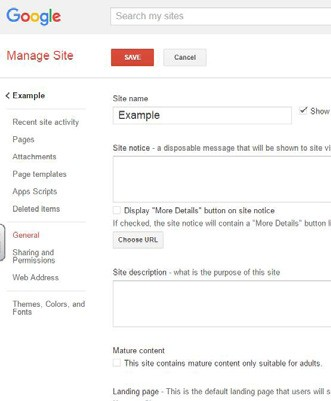 Google
Search my sites
Manage Site
SAVE
Cancel
Example
Recent site activity
Pages
Attachments
Page templates
Apps Scripts
Deleted items
General
Sharing and
Permissions
Web Address
Themes, Colors, and
Fonts
Site name
Example
Show
Site notice - a disposable message that will be shown to site vi
Display "More Details" button on site notice
If checked, the site notice will contain a "More Details" button li
Choose URL
Site description - what is the purpose of this site
Mature content
This site contains mature content only suitable for adults.
Landing page - This is the default landing page that users will s